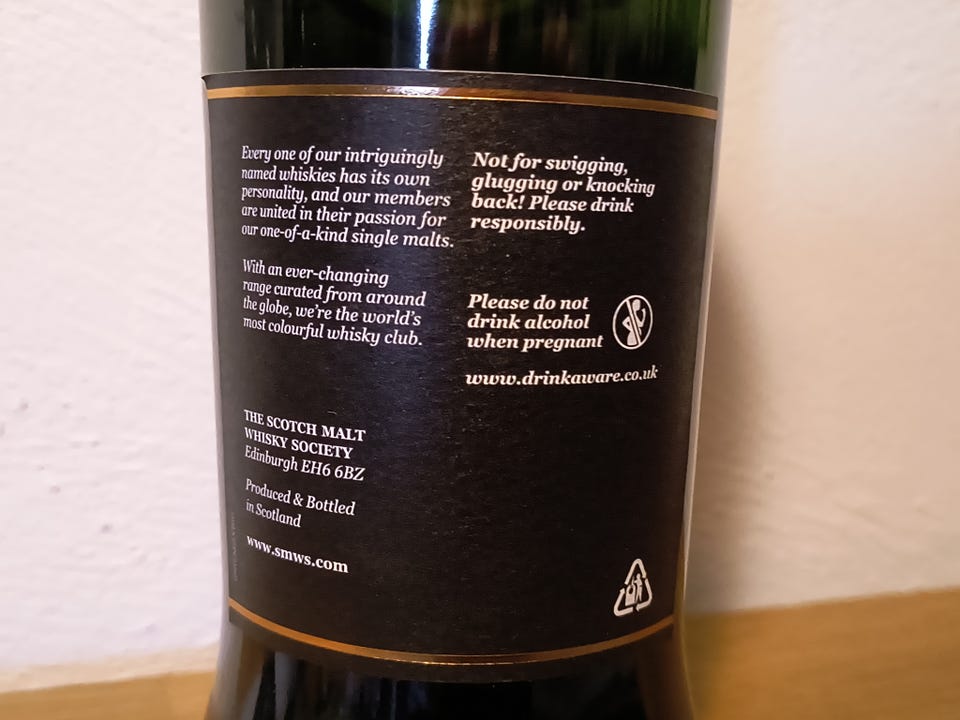 Every one of our intriguingly
named whiskies has its own
personality, and our members
are united in their passion for
our one-of-a-kind single malts.
With an ever-changing
range curated from around
the globe, we're the world's
most colourful whisky club.
THE SCOTCH MALT
WHISKY SOCIETY
Edinburgh EH6 6BZ
Produced & Bottled
in Scotland
www.smws.com
Not for swigging,
glugging or knocking
back! Please drink
responsibly.
Please do not
drink alcohol
when pregnant
www.drinkaware.co.uk